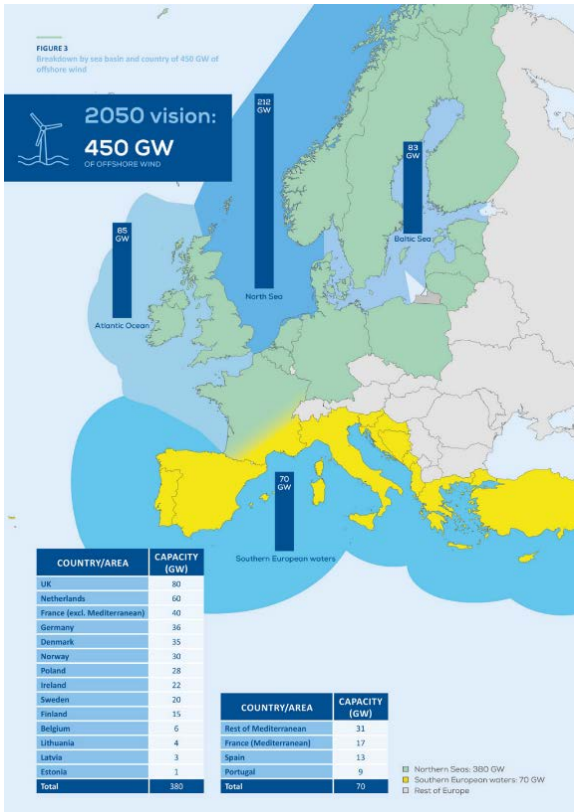 FIGURE 3
Breakdown by sea basin and country of 450 GW of
offshore wind
2050 vision:
450 GW
OF OFFSHORE WIND
212
GW
North Sea
83
GW
Baltic Sea
85
GW
Atlantic Ocean
70
GW
Southern European waters
COUNTRY/AREA CAPACITY
(GW)
UK 80
Netherlands 60
France (excl. Mediterranean) 40
Germany 36
Denmark 35
Norway 30
Poland 28
Ireland 22
Sweden 20
Finland 15
Belgium 6
Lithuania 4
Latvia 3
Estonia 1
Total 380
COUNTRY/AREA CAPACITY
(GW)
Rest of Mediterranean 31
France (Mediterranean) 17
Spain 13
Portugal 9
Total 70
Northern Seas: 380 GW
Southern European waters: 70 GW
Rest of Europe